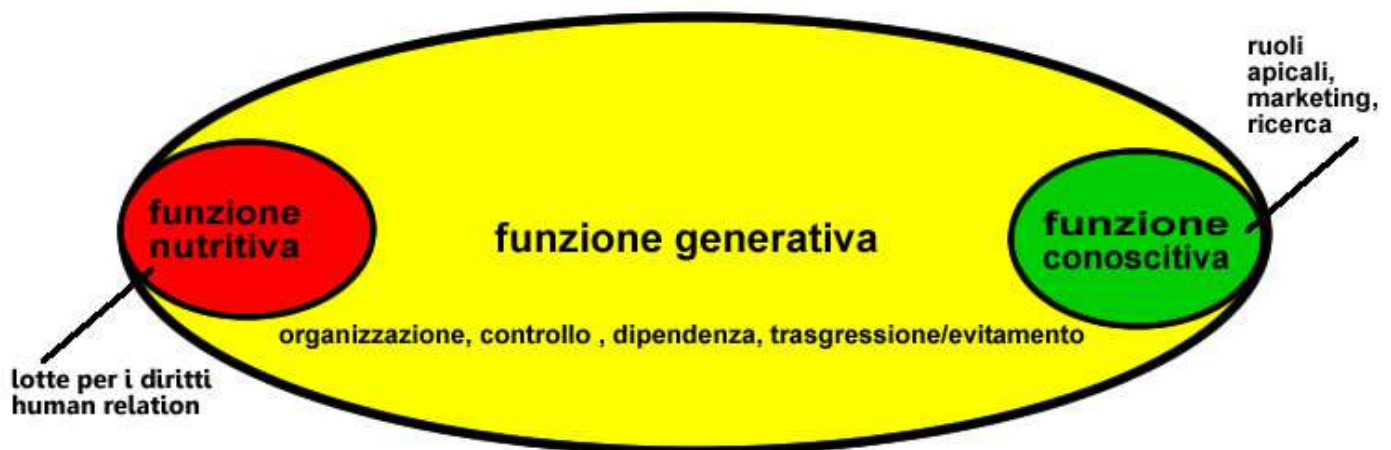 ruoli
apicali,
marketing,
ricerca
funzione
nutritiva
funzione generativa
funzione
conoscitiva
organizzazione, controllo , dipendenza, trasgressione/evitamento
lotte per i diritti
human relation